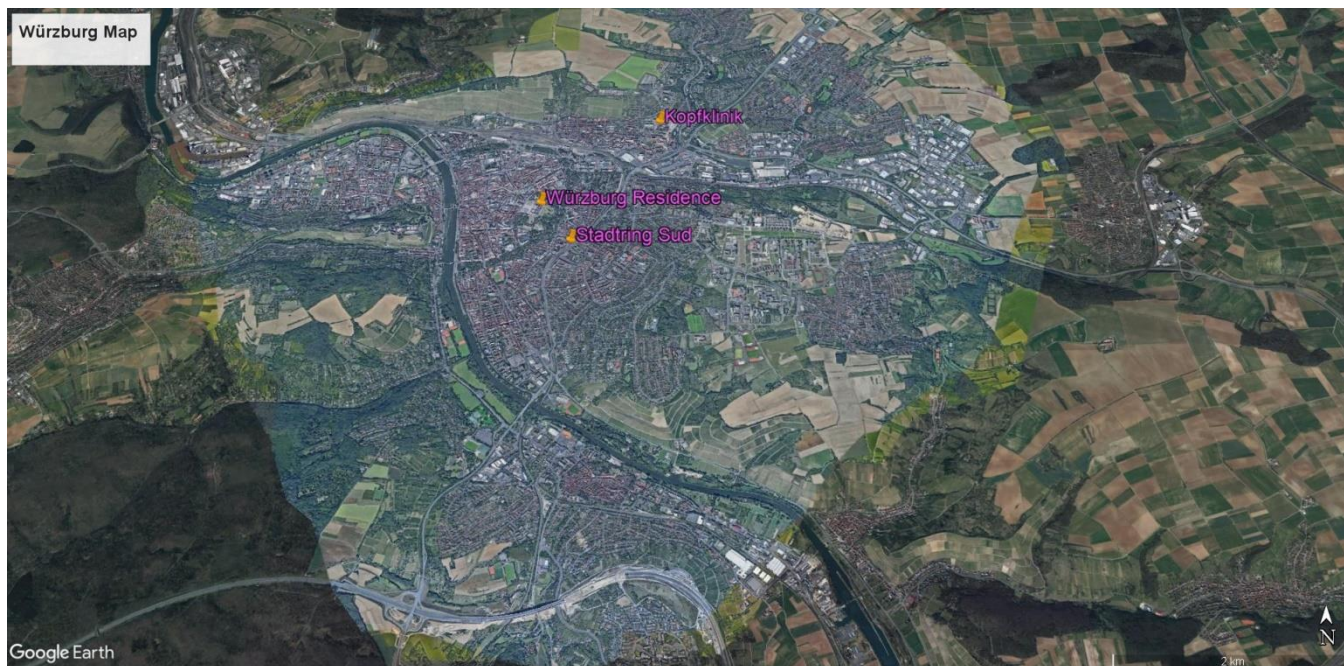 Würzburg Map
Kopfklinik
Würzburg Residence
Stadtring Sud
Google Earth
N
2 km